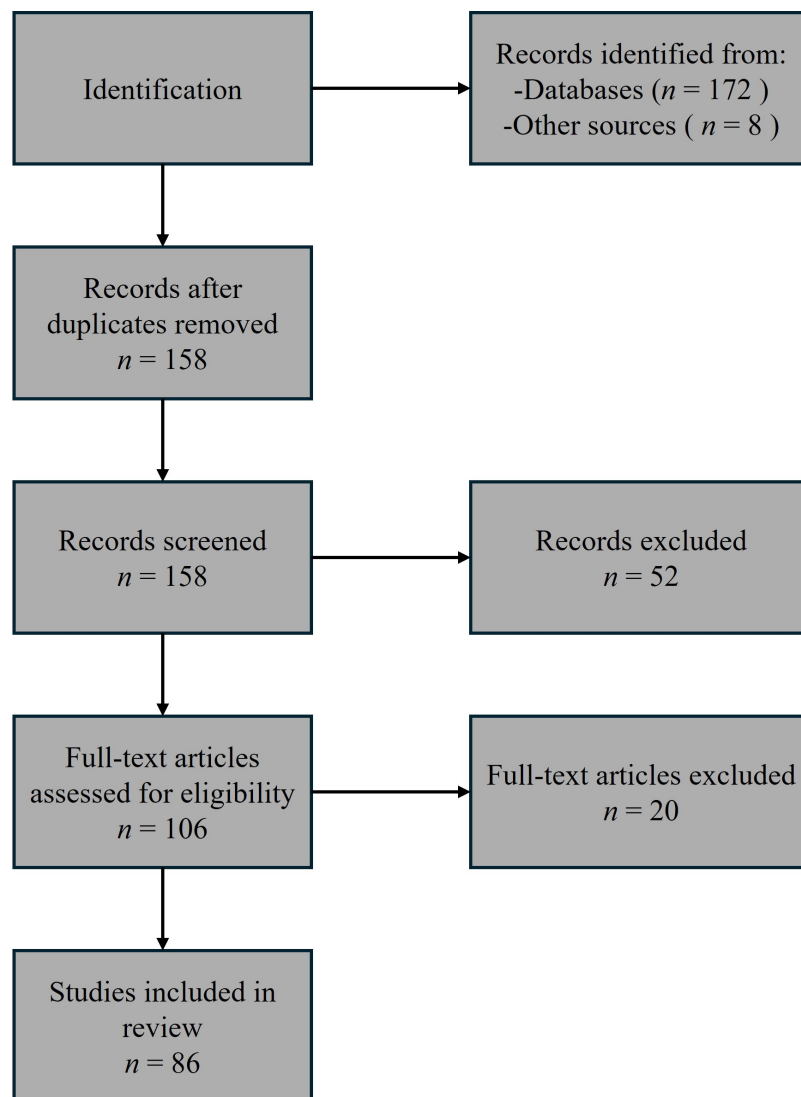 Identification
Records identified from:
-Databases (n = 172 )
-Other sources ( n = 8 )
Records after
duplicates removed
n = 158
Records screened
n = 158
Records excluded
n = 52
Full-text articles
assessed for eligibility
n = 106
Full-text articles excluded
n = 20
Studies included in
review
n = 86